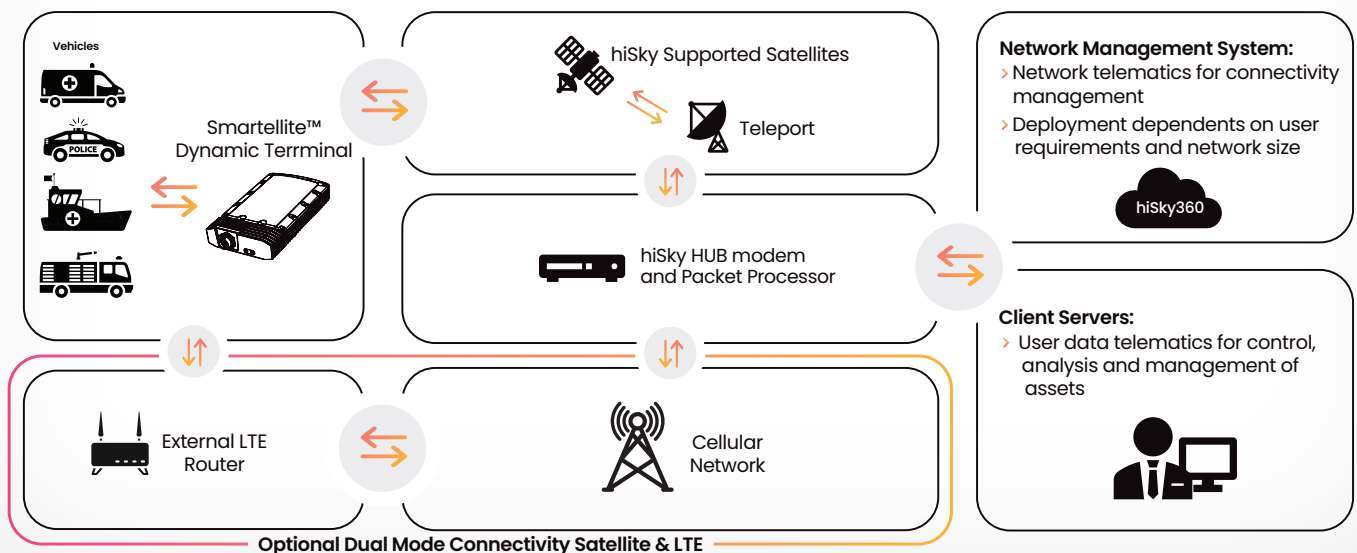 Vehicles
POLICE
Smartellite™
Dynamic Terrminal
hiSky Supported Satellites
Teleport
hiSky HUB modem
and Packet Processor
Network Management System:
› Network telematics for connectivity
management
› Deployment dependents on user
requirements and network size
hiSky360
Client Servers:
› User data telematics for control,
analysis and management of
assets
External LTE
Router
Cellular
Network
Optional Dual Mode Connectivity Satellite & LTE